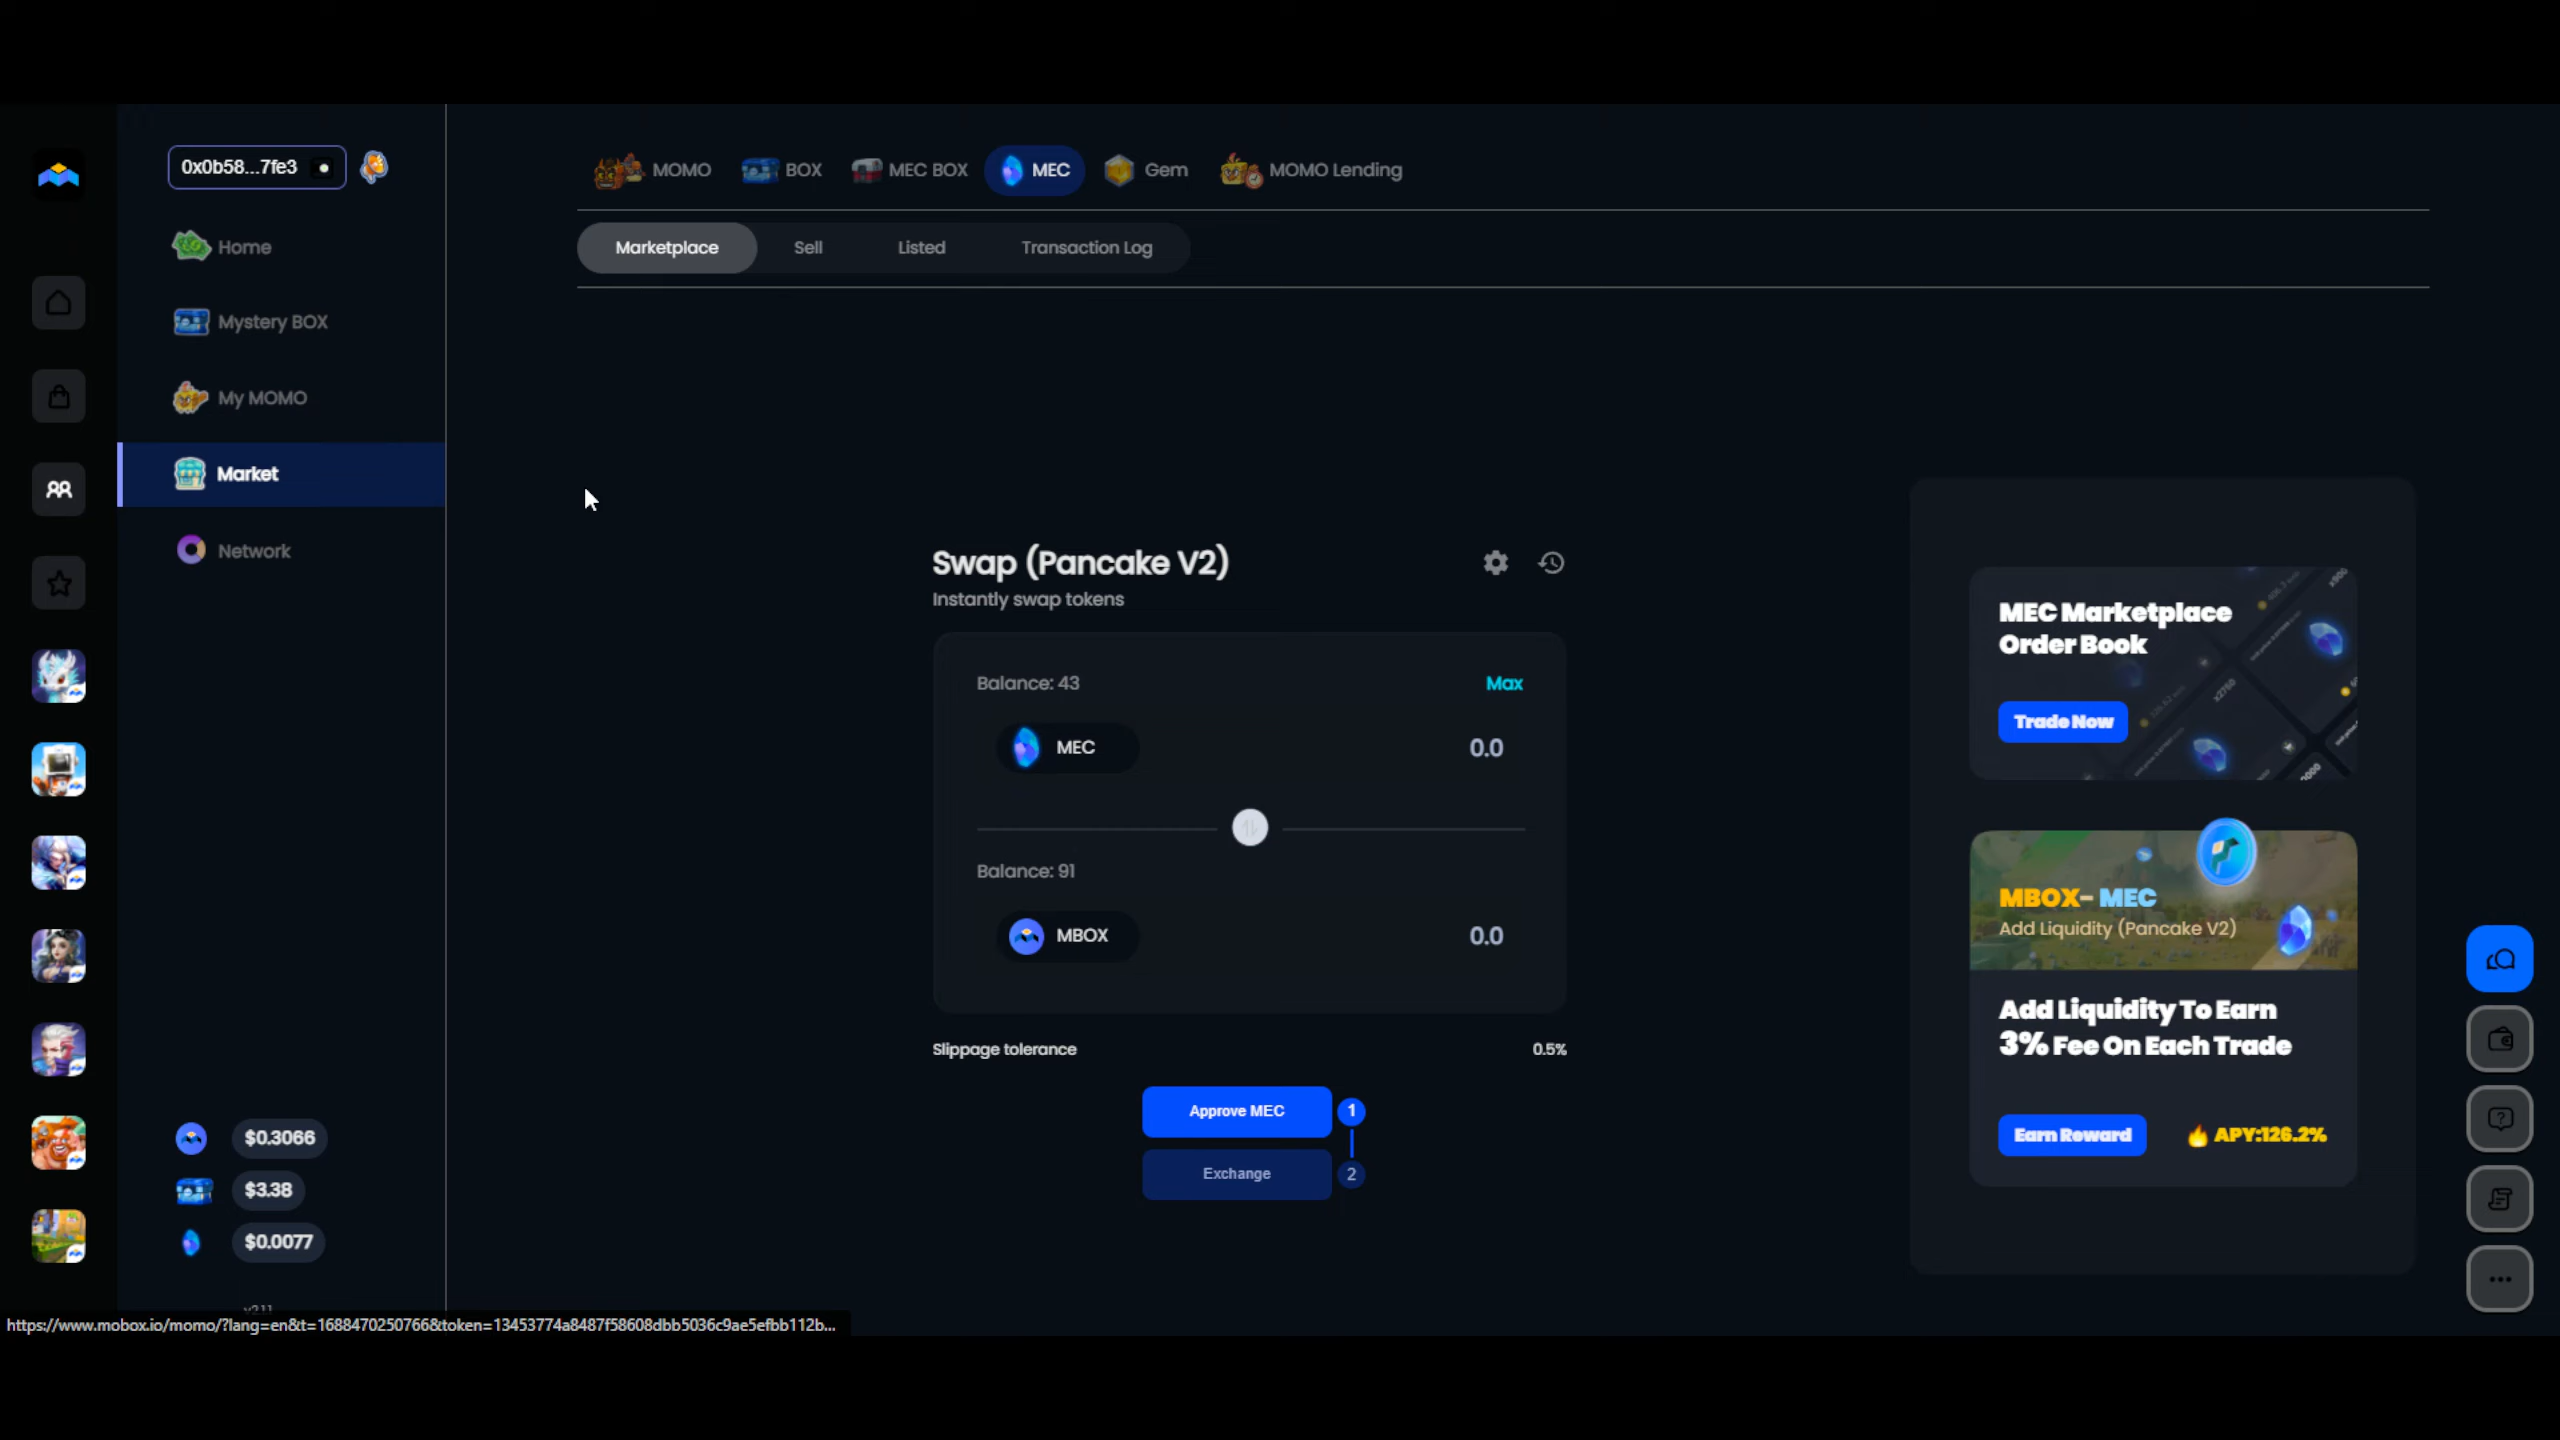 0x0b58...7fe3
Home
Mystery BOX
My MOMO
Market
Network
$0.3066
$3.38
$0.0077
MOMO
BOX
MEC BOX
MEC
Gem
MOMO Lending
Marketplace
Sell
Listed
Transaction Log
Swap (Pancake V2)
Instantly swap tokens
Balance: 43
Max
MEC
0.0
Balance: 91
MBOX
0.0
Slippage tolerance
0.5%
Approve MEC
1
Exchange
2
MEC Marketplace
Order Book
Trade Now
x2750
MBOX- MEC
Add Liquidity (Pancake V2)
Add Liquidity To Earn
3% Fee On Each Trade
Earn Reward
APY:126.2%
https://www.mobox.io/momo/?lang=en&t=1688470250766&token=13453774a8487f58608dbb5036c9ae5efbb112b...